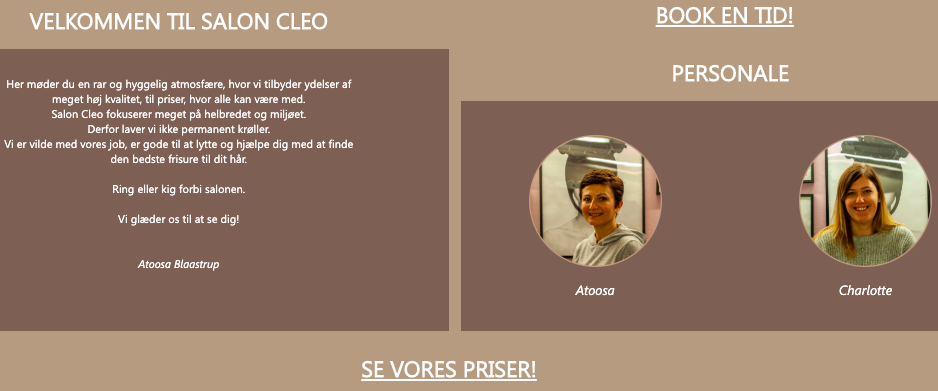 VELKOMMEN TIL SALON CLEO
Her møder du en rar og hyggelig atmosfære, hvor vi tilbyder ydelser af
meget høj kvalitet, til priser, hvor alle kan være med.
Salon Cleo fokuserer meget på helbredet og miljøet.
Derfor laver vi ikke permanent krøller.
Vi er vilde med vores job, er gode til at lytte og hjælpe dig med at finde
den bedste frisure til dit hår.
Ring eller kig forbi salonen.
Vi glæder os til at se dig!
Atoosa Blaastrup
BOOK EN TID!
PERSONALE
Atoosa
Charlotte
SE VORES PRISER!